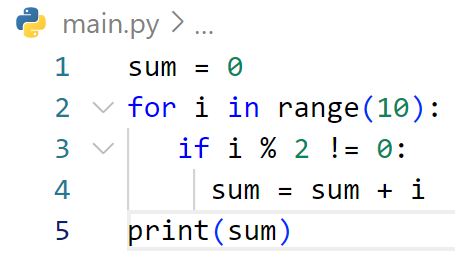 main.py > ...
1 sum = 0
2 for i in range(10):
3     if i % 2 != 0:
4         sum = sum + i
5 print(sum)